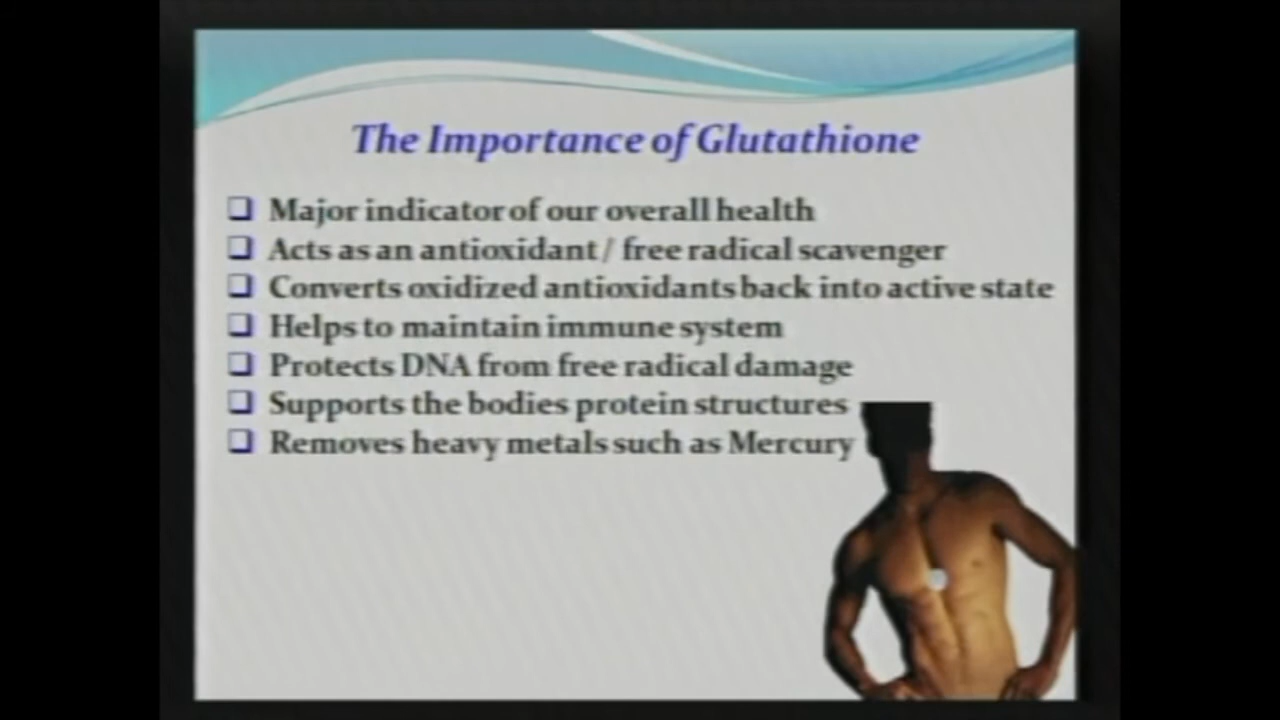 The Importance of Glutathione
Major indicator of our overall health
Acts as an antioxidant / free radical scavenger
Converts oxidized antioxidants back into active state
Helps to maintain immune system
Protects DNA from free radical damage
Supports the bodies protein structures
Removes heavy metals such as Mercury